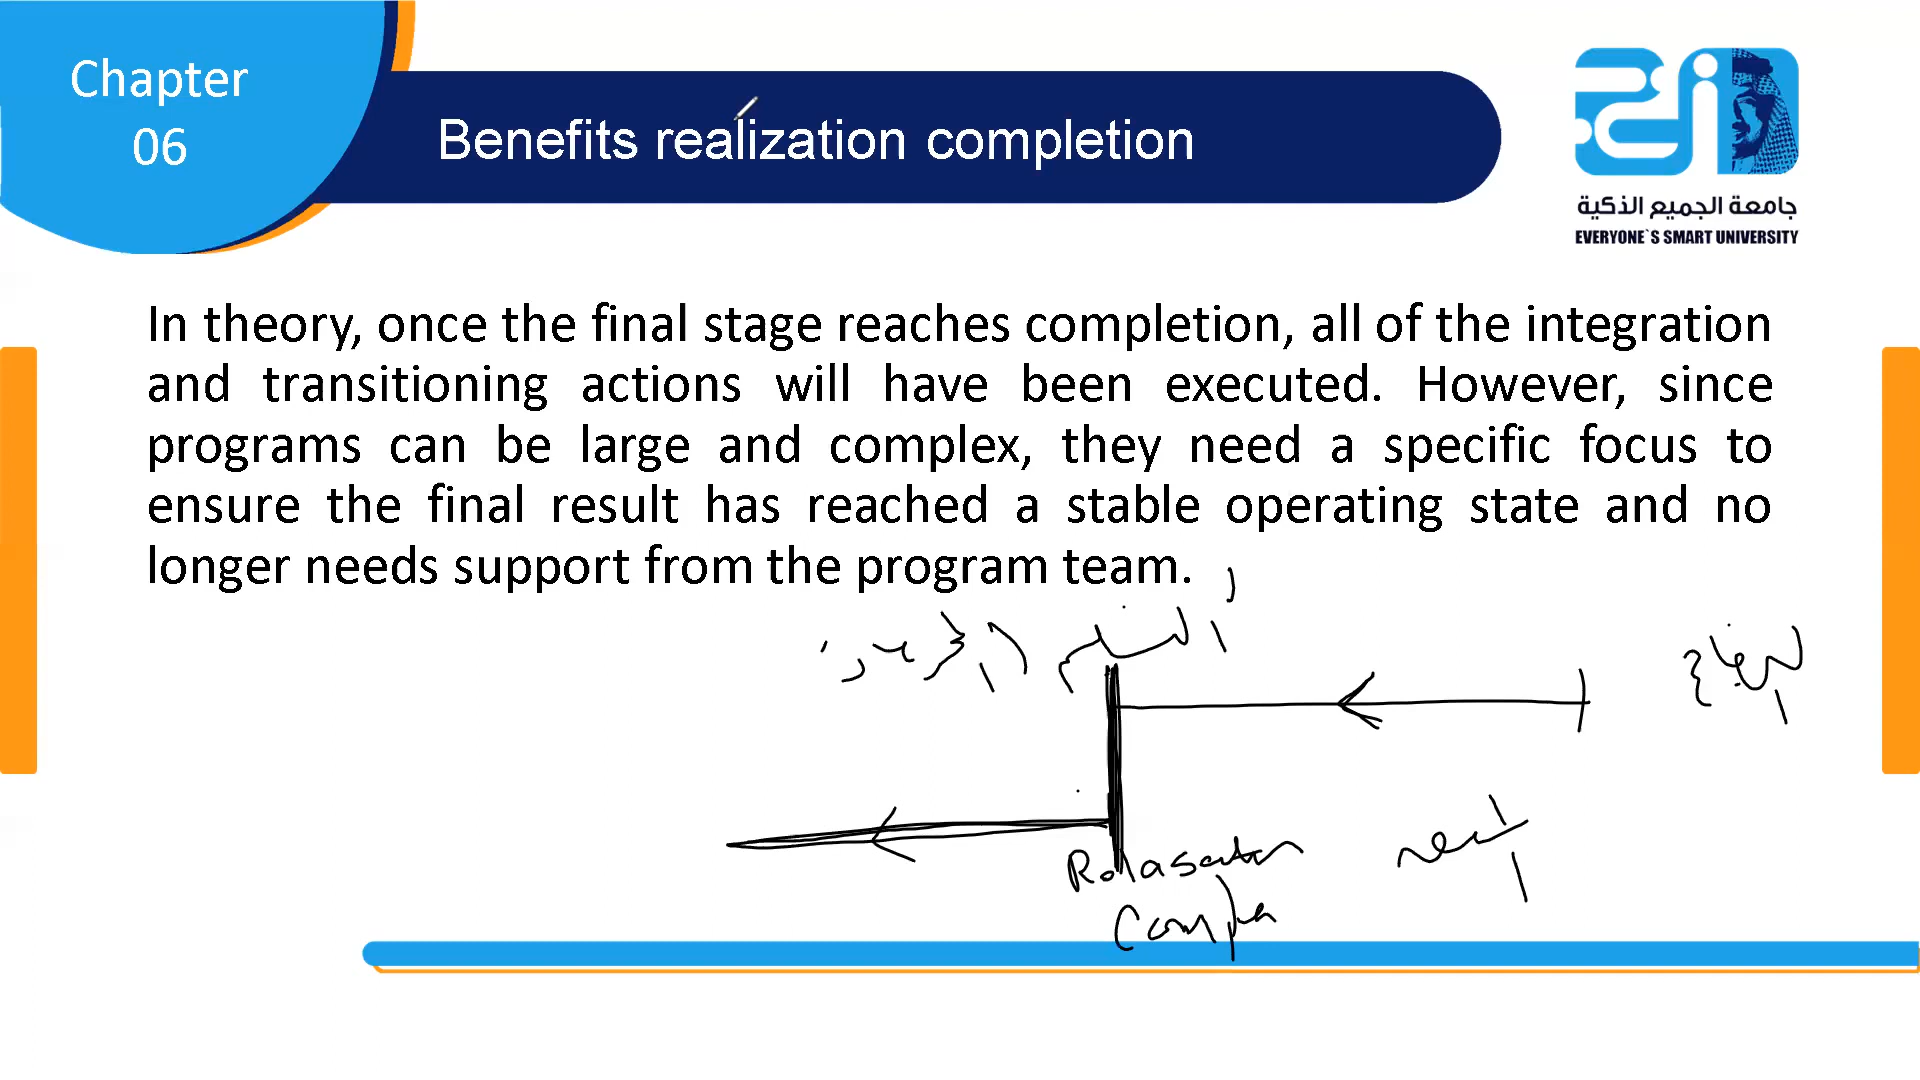 Chapter
06
Benefits realization completion
جامعة الجميع الذكية
EVERYONE`S SMART UNIVERSITY
In theory, once the final stage reaches completion, all of the integration
and transitioning actions will have been executed. However, since
programs can be large and complex, they need a specific focus to
ensure the final result has reached a stable operating state and no
longer needs support from the program team.